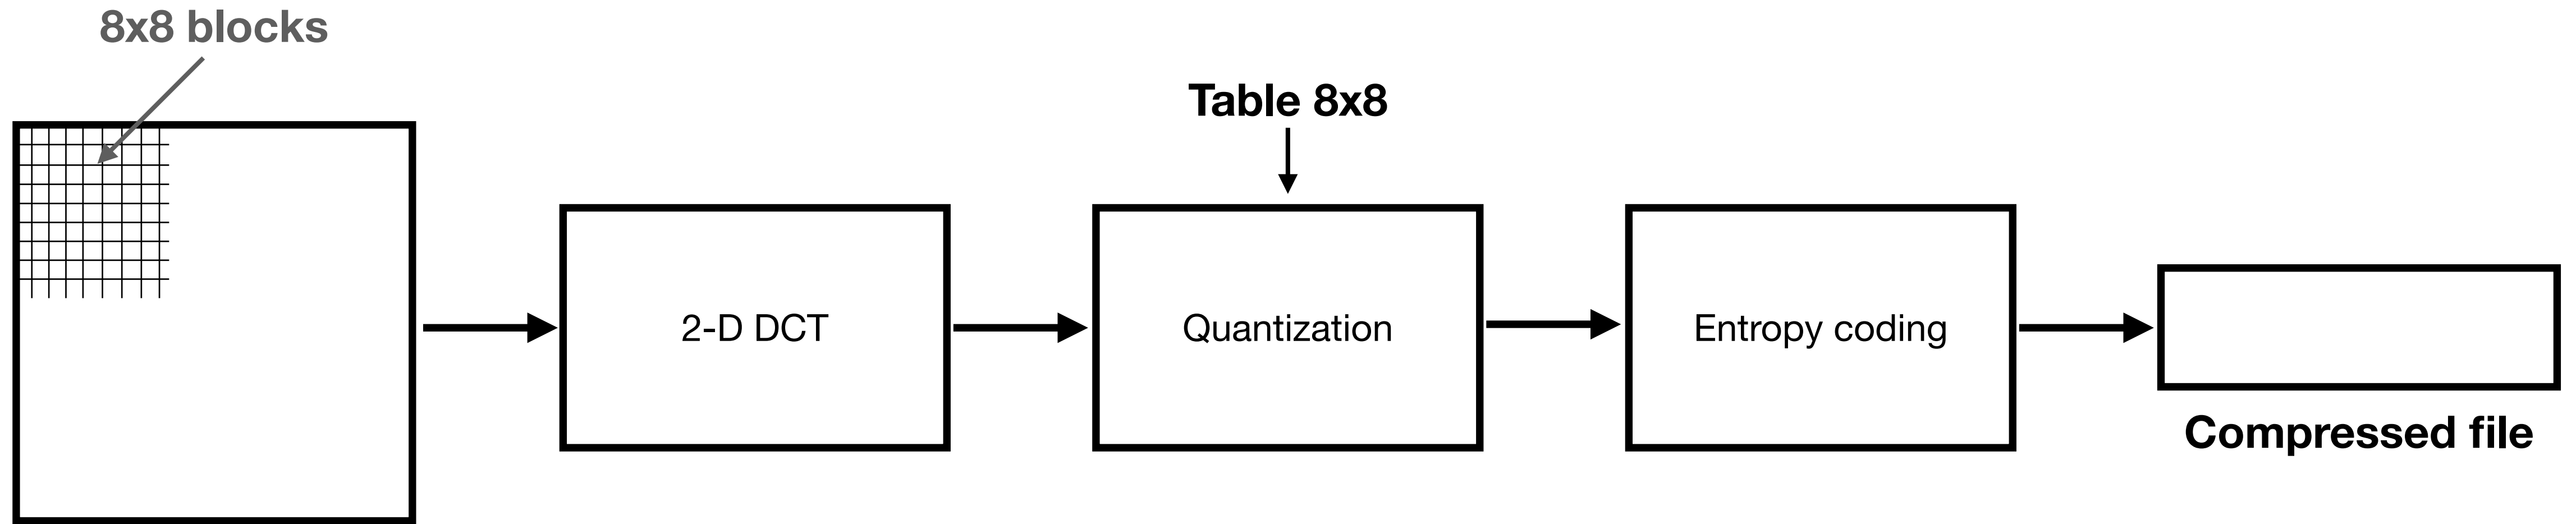 8x8 blocks
Table 8x8
2-D DCT
Quantization
Entropy coding
Compressed file